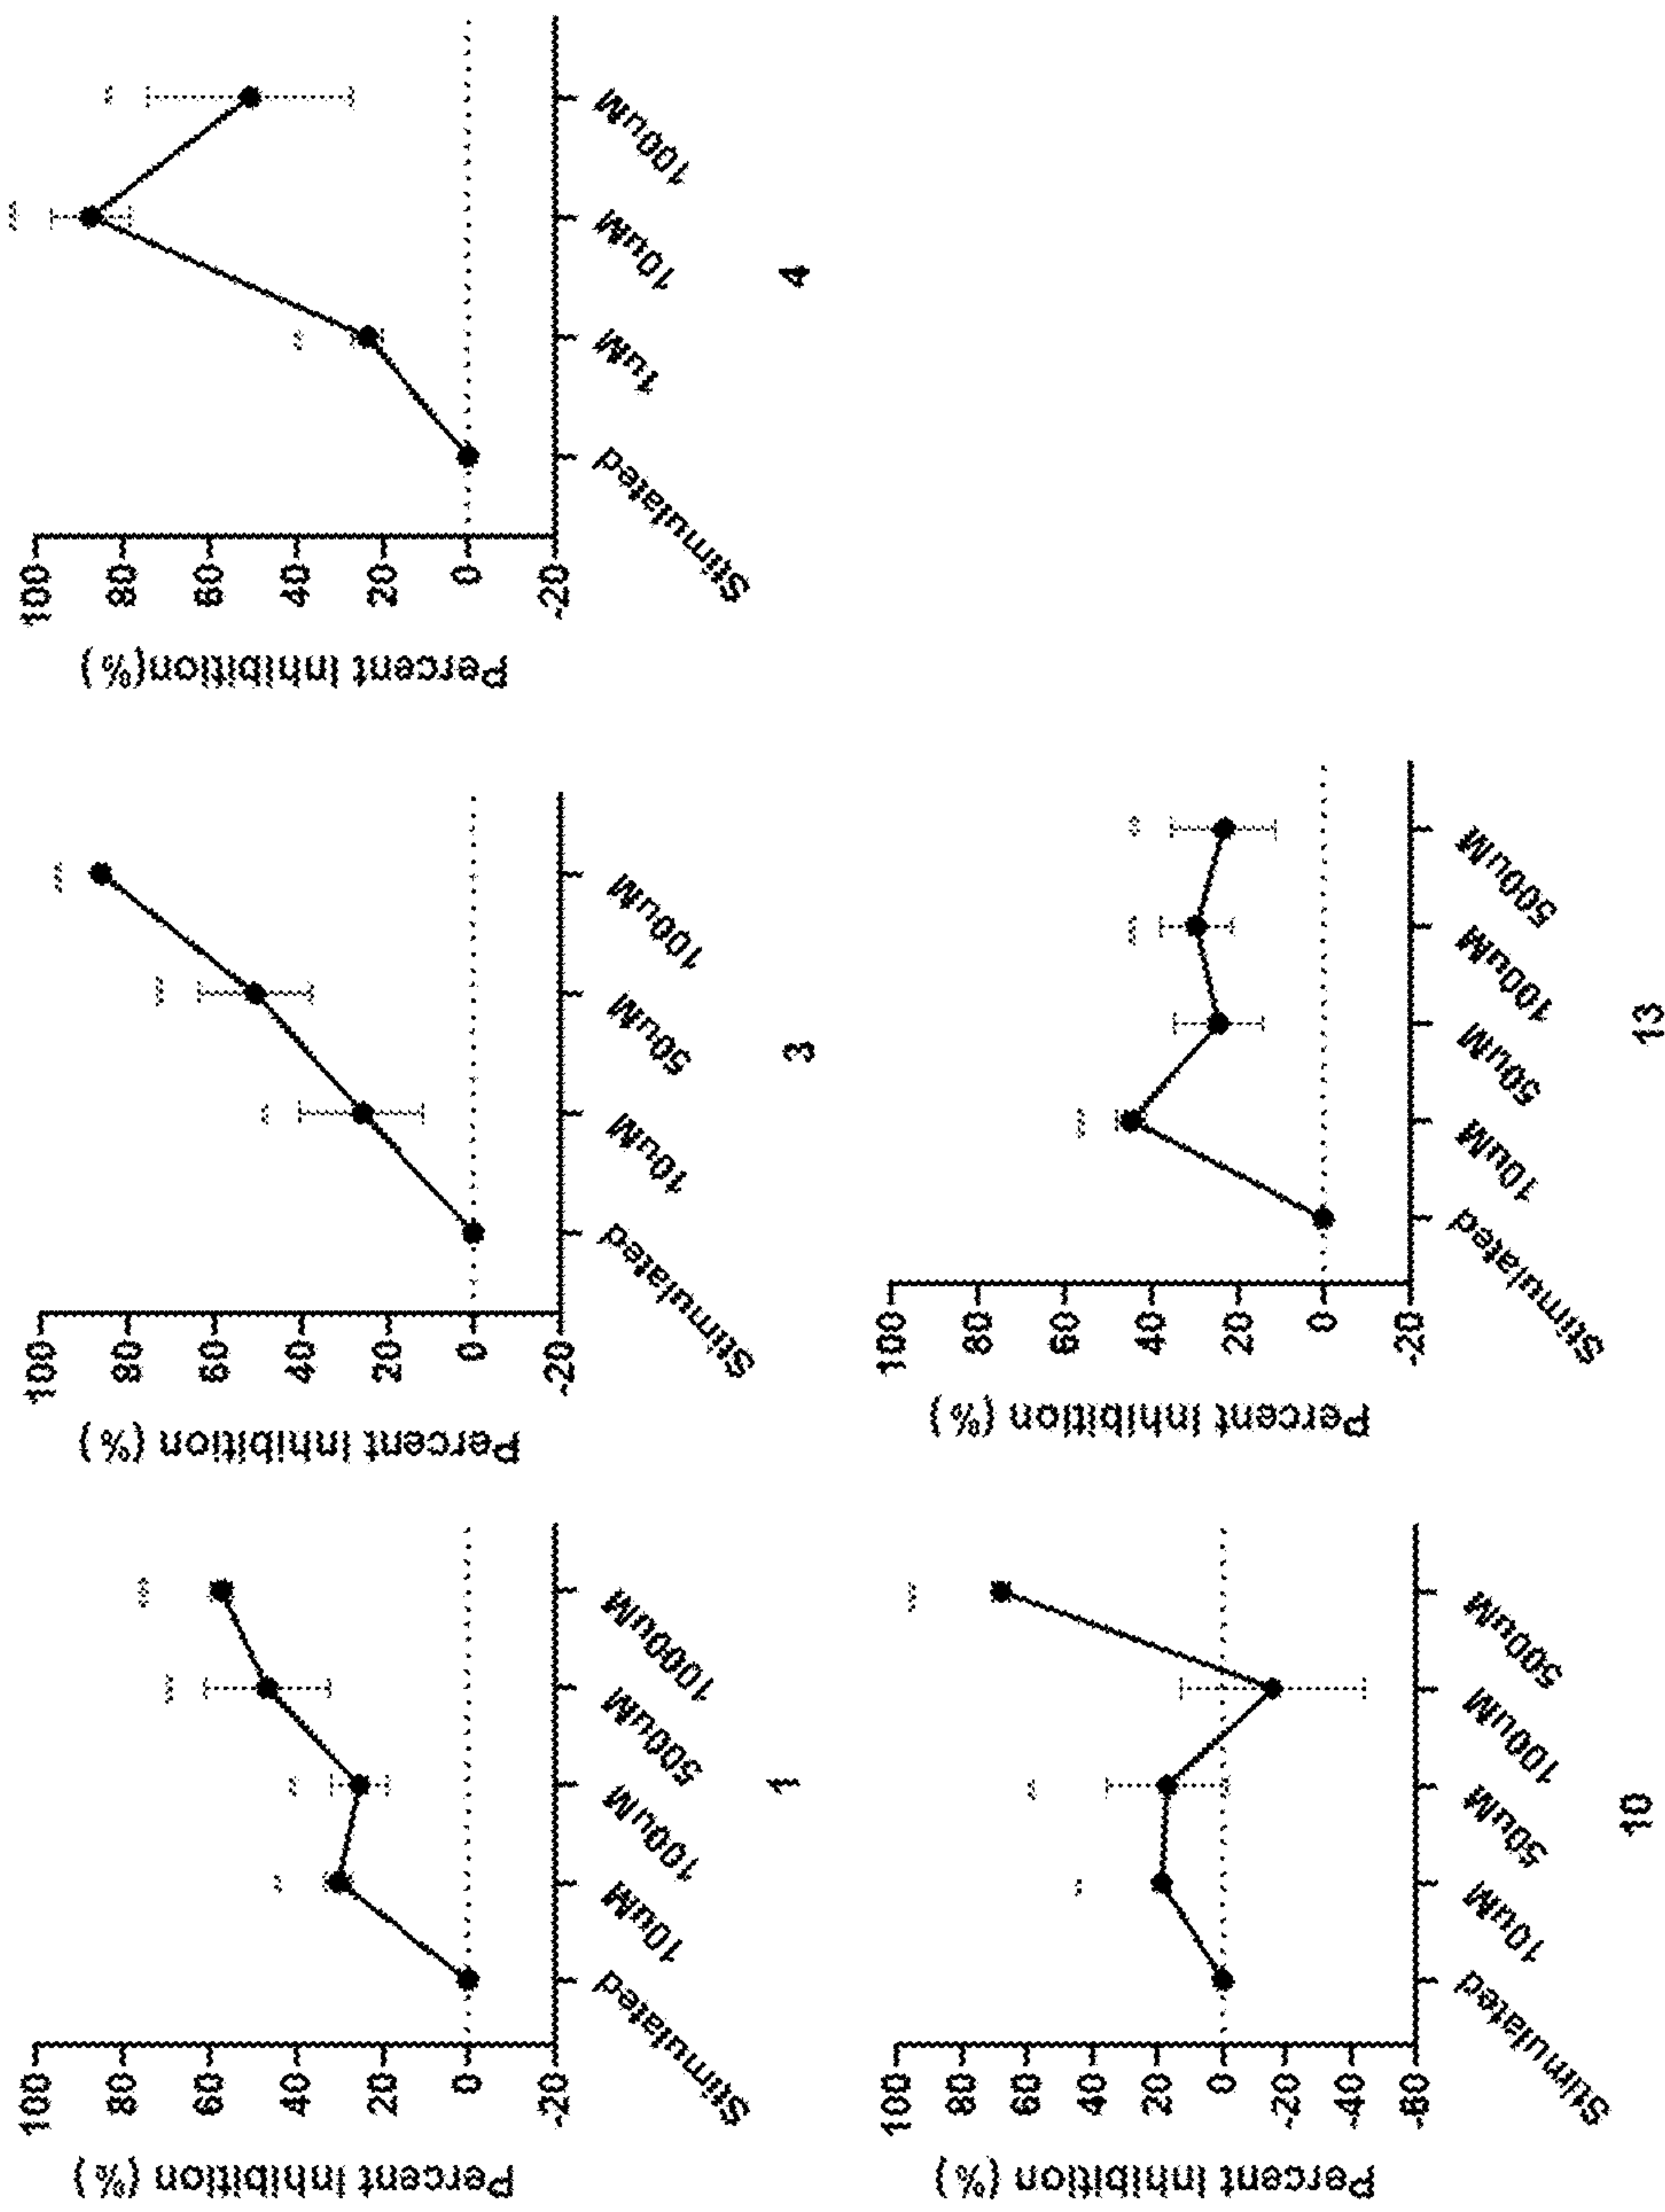 Percent Inhibition (%)
100
80
60
40
20
0
-20
Stimulated
10uM
100uM
500uM
1000uM
1
Percent Inhibition (%)
100
80
60
40
20
0
-20
Stimulated
10uM
50uM
100uM
3
Percent Inhibition(%)
100
80
60
40
20
0
-20
Stimulated
1uM
10uM
100uM
4
Percent Inhibition (%)
100
80
60
40
20
0
-20
-40
-60
Stimulated
10uM
50uM
100uM
500uM
10
Percent Inhibition (%)
100
80
60
40
20
0
-20
Stimulated
10uM
50uM
100uM
500uM
13